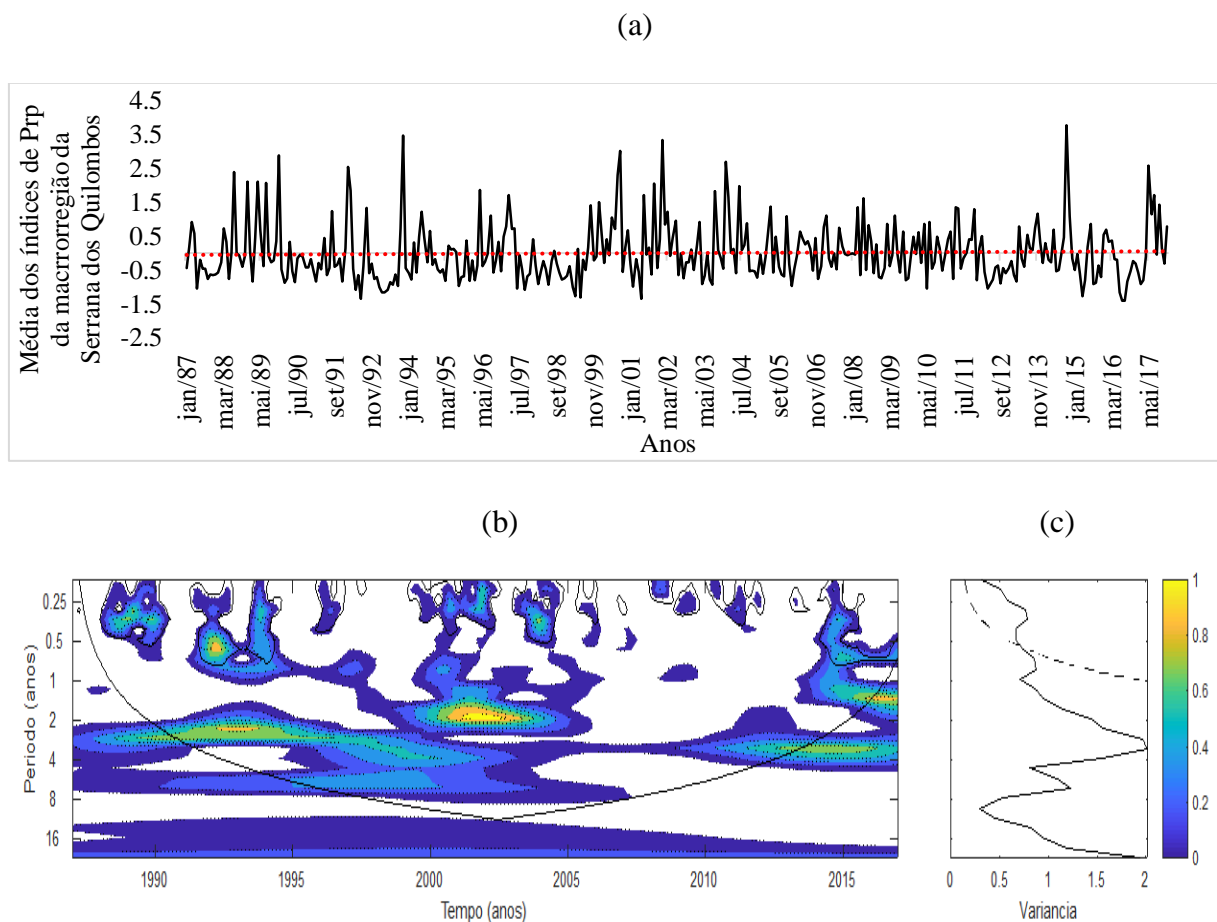 (a)
Média dos índices de Prp
da macrorregião da
Serrana dos Quilombos
4.5
3.5
2.5
1.5
0.5
-0.5
-1.5
-2.5
jan/87
mar/88
mai/89
jul/90
set/91
nov/92
jan/94
mar/95
mai/96
jul/97
set/98
nov/99
jan/01
mar/02
mai/03
jul/04
set/05
nov/06
jan/08
mar/09
mai/10
jul/11
set/12
nov/13
jan/15
mar/16
mai/17
Anos
(b)
Periodo (anos)
0.25
0.5
1
2
4
8
16
1990
1995
2000
2005
2010
2015
Tempo (anos)
(c)
0
0.5
1
1.5
2
Variancia
1
0.8
0.6
0.4
0.2
0